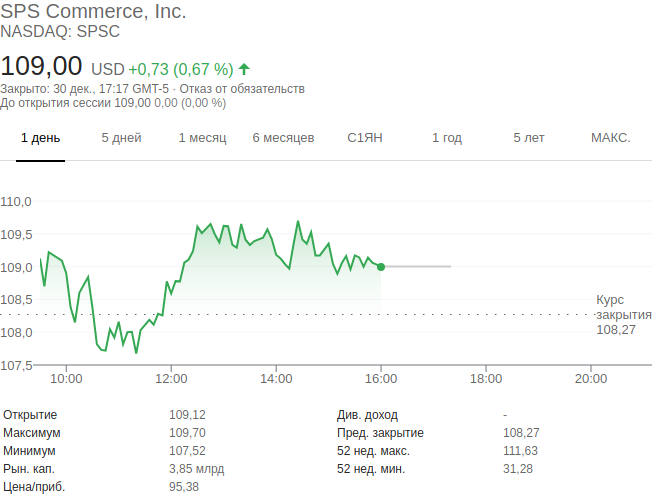 SPS Commerce, Inc.
NASDAQ: SPSC
109,00 USD +0,73 (0,67 %)
Закрыто: 30 дек., 17:17 GMT-5 · Отказ от обязательств
До открытия сессии 109,00 0,00 (0,00 %)
1 день 5 дней 1 месяц 6 месяцев С1ЯН 1 год 5 лет МАКС.
110,0
109,5
109,0
108,5
108,0
107,5
Курс
закрытия
108,27
10:00 12:00 14:00 16:00 18:00 20:00
Открытие 109,12 Див. доход -
Максимум 109,70 Пред. закрытие 108,27
Минимум 107,52 52 нед. макс. 111,63
Рын. кап. 3,85 млрд 52 нед. мин. 31,28
Цена/приб. 95,38